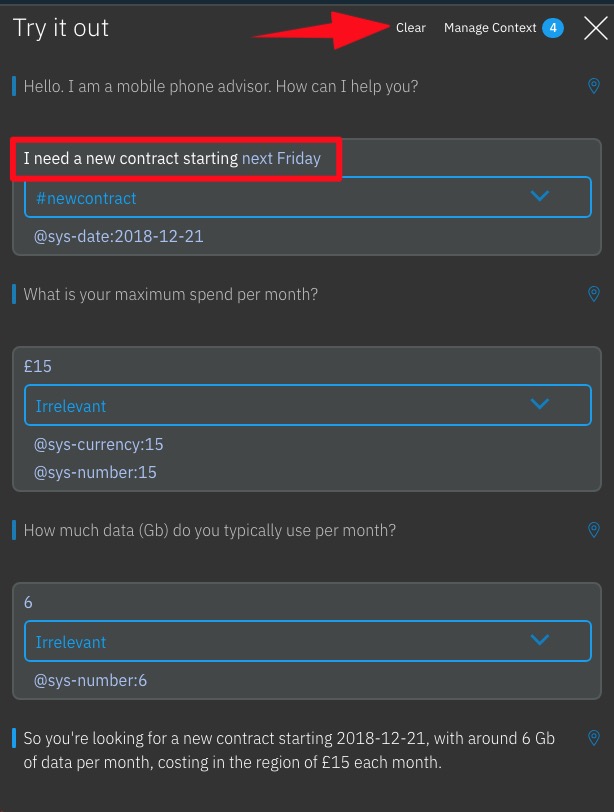 Try it out
Clear Manage Context 4
Hello. I am a mobile phone advisor. How can I help you?
I need a new contract starting next Friday
#newcontract
@sys-date:2018-12-21
What is your maximum spend per month?
£15
Irrelevant
@sys-currency:15
@sys-number:15
How much data (Gb) do you typically use per month?
6
Irrelevant
@sys-number:6
So you're looking for a new contract starting 2018-12-21, with around 6 Gb
of data per month, costing in the region of £15 each month.